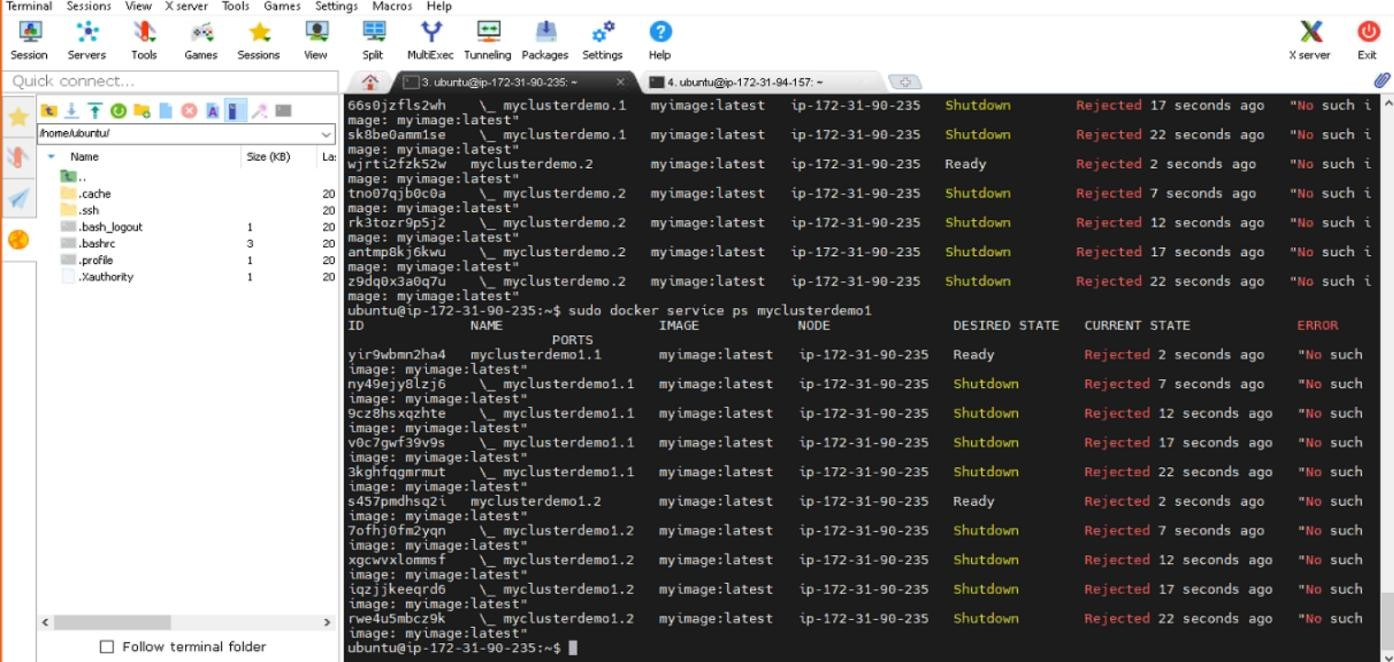 Terminal Sessions View X server Tools Games Settings Macros Help
Session Servers Tools Games Sessions View Split MultiExec Tunneling Packages Settings Help X server Exit
Quick connect...
3. ubuntu@ip-172-31-90-235: ~
4. ubuntu@ip-172-31-94-157: ~
/home/ubuntu/
Name Size (KB) La:
..
.cache 20
.ssh 20
.bash_logout 1 20
.bashrc 3 20
.profile 1 20
.Xauthority 1 20
Follow terminal folder
66s0jzfls2wh \_ myclusterdemo.1 myimage:latest ip-172-31-90-235 Shutdown Rejected 17 seconds ago "No such i
mage: myimage:latest"
sk8be0amm1se \_ myclusterdemo.1 myimage:latest ip-172-31-90-235 Shutdown Rejected 22 seconds ago "No such i
mage: myimage:latest"
wjrti2fzk52w myclusterdemo.2 myimage:latest ip-172-31-90-235 Ready Rejected 2 seconds ago "No such i
mage: myimage:latest"
tno07qjb0c0a \_ myclusterdemo.2 myimage:latest ip-172-31-90-235 Shutdown Rejected 7 seconds ago "No such i
mage: myimage:latest"
rk3tozr9p5j2 \_ myclusterdemo.2 myimage:latest ip-172-31-90-235 Shutdown Rejected 12 seconds ago "No such i
mage: myimage:latest"
antmp8kj6kwu \_ myclusterdemo.2 myimage:latest ip-172-31-90-235 Shutdown Rejected 17 seconds ago "No such i
mage: myimage:latest"
z9dq0x3a0q7u \_ myclusterdemo.2 myimage:latest ip-172-31-90-235 Shutdown Rejected 22 seconds ago "No such i
mage: myimage:latest"
ubuntu@ip-172-31-90-235:~$ sudo docker service ps myclusterdemo1
ID NAME IMAGE NODE DESIRED STATE CURRENT STATE ERROR
PORTS
yir9wbmn2ha4 myclusterdemo1.1 myimage:latest ip-172-31-90-235 Ready Rejected 2 seconds ago "No such
image: myimage:latest"
ny49ejy8lzj6 \_ myclusterdemo1.1 myimage:latest ip-172-31-90-235 Shutdown Rejected 7 seconds ago "No such
image: myimage:latest"
9cz8hsxqzhte \_ myclusterdemo1.1 myimage:latest ip-172-31-90-235 Shutdown Rejected 12 seconds ago "No such
image: myimage:latest"
v0c7gwf39v9s \_ myclusterdemo1.1 myimage:latest ip-172-31-90-235 Shutdown Rejected 17 seconds ago "No such
image: myimage:latest"
3kghfqgmrmut \_ myclusterdemo1.1 myimage:latest ip-172-31-90-235 Shutdown Rejected 22 seconds ago "No such
image: myimage:latest"
s457pmdhsq2i myclusterdemo1.2 myimage:latest ip-172-31-90-235 Ready Rejected 2 seconds ago "No such
image: myimage:latest"
7ofhj0fm2yqn \_ myclusterdemo1.2 myimage:latest ip-172-31-90-235 Shutdown Rejected 7 seconds ago "No such
image: myimage:latest"
xgcwvxlommsf \_ myclusterdemo1.2 myimage:latest ip-172-31-90-235 Shutdown Rejected 12 seconds ago "No such
image: myimage:latest"
iqzjjkeeqrd6 \_ myclusterdemo1.2 myimage:latest ip-172-31-90-235 Shutdown Rejected 17 seconds ago "No such
image: myimage:latest"
rwe4u5mbcz9k \_ myclusterdemo1.2 myimage:latest ip-172-31-90-235 Shutdown Rejected 22 seconds ago "No such
image: myimage:latest"
ubuntu@ip-172-31-90-235:~$